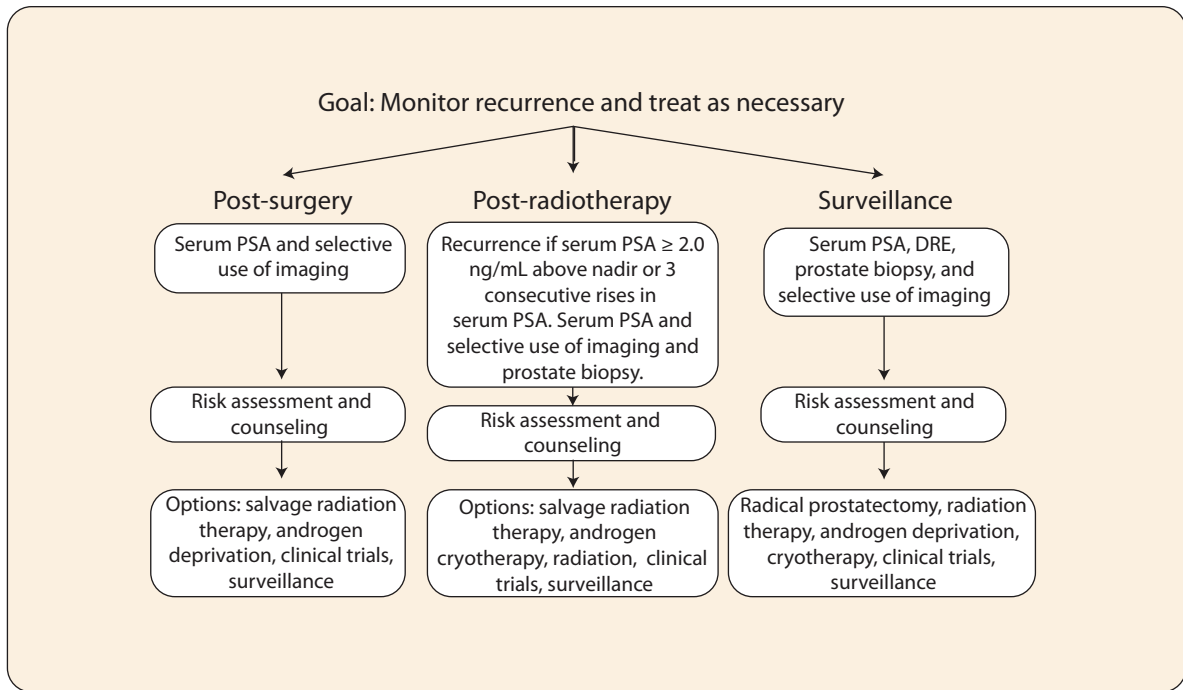 Goal: Monitor recurrence and treat as necessary
Post-surgery
Serum PSA and selective
use of imaging
Risk assessment and
counseling
Options: salvage radiation
therapy, androgen
deprivation, clinical trials,
surveillance
Post-radiotherapy
Recurrence if serum PSA ≥ 2.0
ng/mL above nadir or 3
consecutive rises in
serum PSA. Serum PSA and
selective use of imaging and
prostate biopsy.
Risk assessment and
counseling
Options: salvage radiation
therapy, androgen
cryotherapy, radiation, clinical
trials, surveillance
Surveillance
Serum PSA, DRE,
prostate biopsy, and
selective use of imaging
Risk assessment and
counseling
Radical prostatectomy, radiation
therapy, androgen deprivation,
cryotherapy, clinical trials,
surveillance